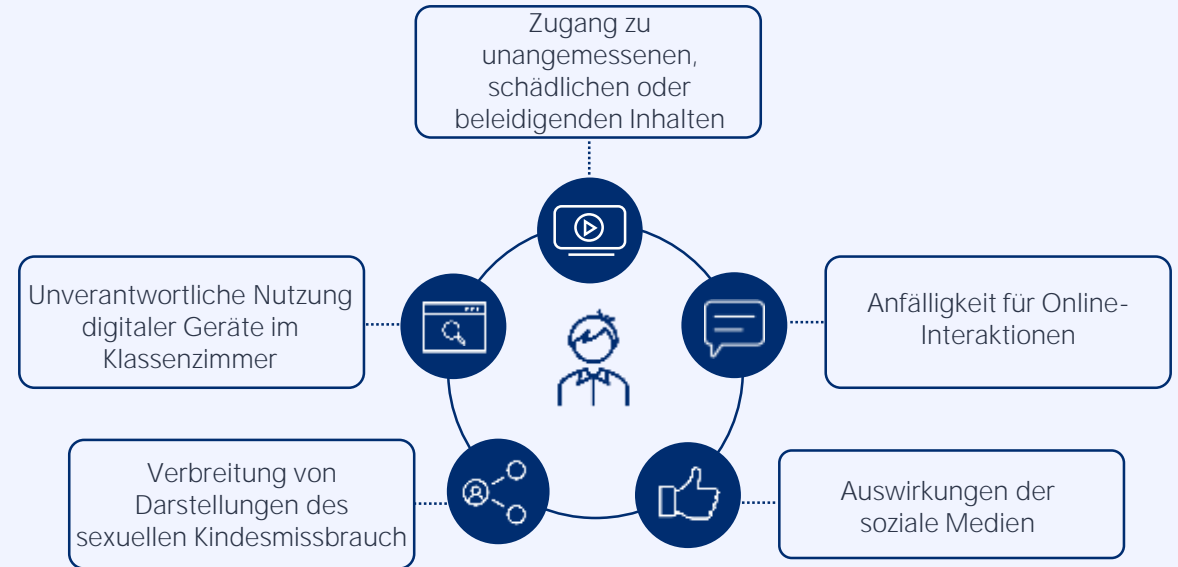 Zugang zu
unangemessenen,
schädlichen oder
beleidigenden Inhalten
Unverantwortliche Nutzung
digitaler Geräte im
Klassenzimmer
Anfälligkeit für Online-
Interaktionen
Verbreitung von
Darstellungen des
sexuellen Kindesmissbrauch
Auswirkungen der
soziale Medien